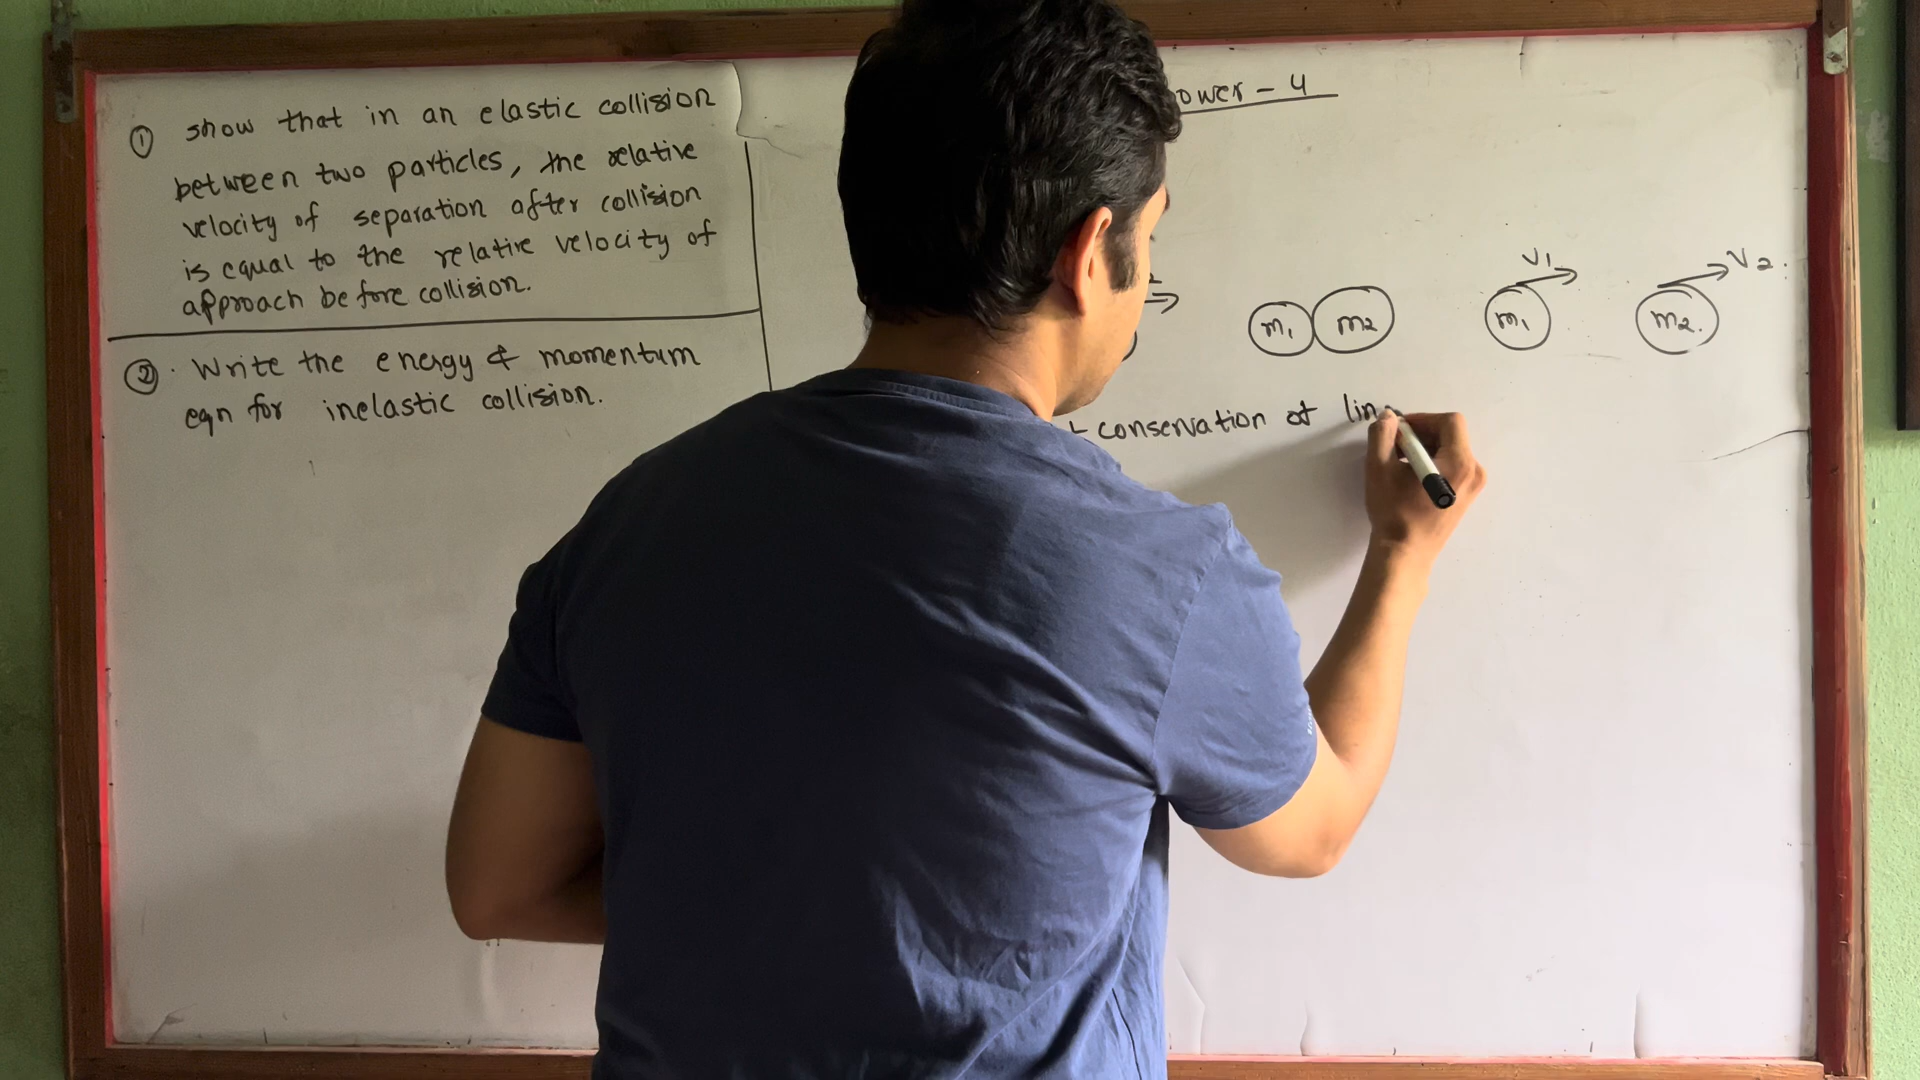 ower - 4
① show that in an elastic collision
between two particles, the relative
velocity of separation after collision
is equal to the relative velocity of
approach before collision.
② . Write the energy & momentum
eqn for inelastic collision.
m₁ m₂
v₁
m₁
v₂.
m₂.
conservation of lin